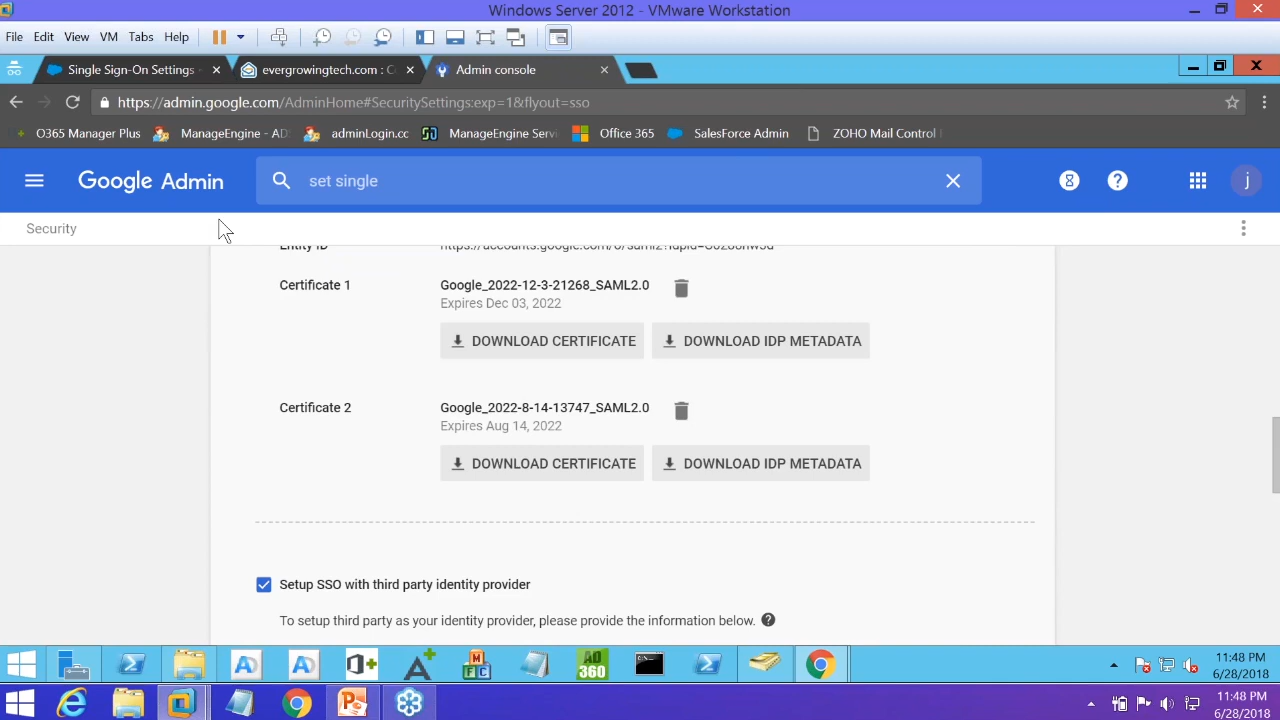 Windows Server 2012 - VMware Workstation
File Edit View VM Tabs Help
Single Sign-On Settings
evergrowingtech.com : C
Admin console
https://admin.google.com/AdminHome#SecuritySettings:exp=1&flyout=sso
O365 Manager Plus
ManageEngine - AD
adminLogin.cc
ManageEngine Serv
Office 365
SalesForce Admin
ZOHO Mail Control
Google Admin
set single
j
Security
Entity ID
Certificate 1
Google_2022-12-3-21268_SAML2.0
Expires Dec 03, 2022
DOWNLOAD CERTIFICATE
DOWNLOAD IDP METADATA
Certificate 2
Google_2022-8-14-13747_SAML2.0
Expires Aug 14, 2022
DOWNLOAD CERTIFICATE
DOWNLOAD IDP METADATA
Setup SSO with third party identity provider
To setup third party as your identity provider, please provide the information below.
AD
360
11:48 PM
6/28/2018
11:48 PM
6/28/2018